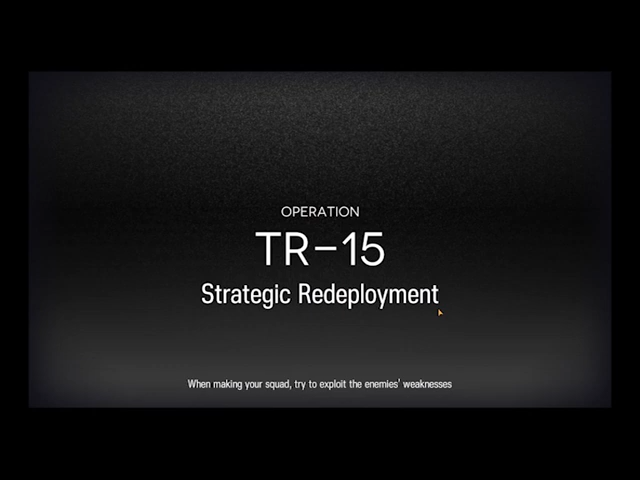 OPERATION
TR-15
Strategic Redeployment
When making your squad, try to exploit the enemies' weaknesses